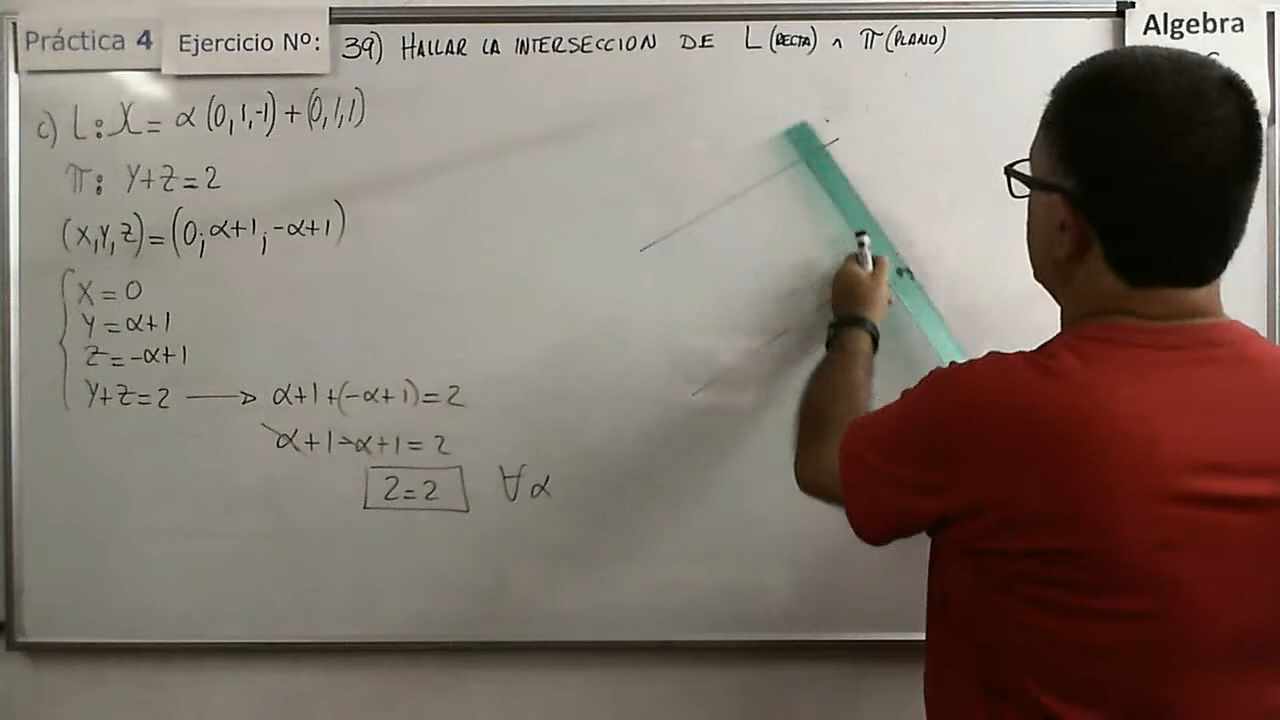 Práctica 4 Ejercicio Nº: 39) HALLAR LA INTERSECCION DE L (RECTA) ∧ π (PLANO)
Algebra
c) L: X = α (0,1,-1) + (0,1,1)
π: Y+Z=2
(X,Y,Z)=(0;α+1;-α+1)
X=0
Y=α+1
Z=-α+1
Y+Z=2 → α+1+(-α+1)=2
α+1-α+1=2
2=2 ∀α